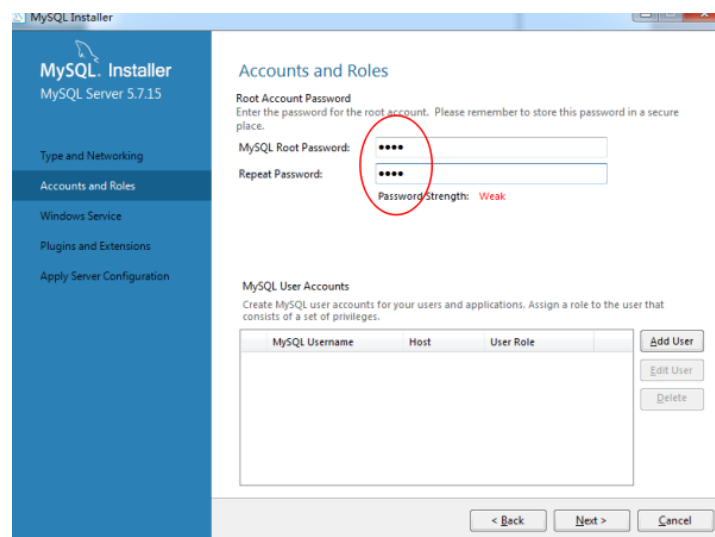 MySQL Installer
MySQL. Installer
MySQL Server 5.7.15
Type and Networking
Accounts and Roles
Windows Service
Plugins and Extensions
Apply Server Configuration
Accounts and Roles
Root Account Password
Enter the password for the root account. Please remember to store this password in a secure
place.
MySQL Root Password: ●●●●
Repeat Password: ●●●●
Password Strength: Weak
MySQL User Accounts
Create MySQL user accounts for your users and applications. Assign a role to the user that
consists of a set of privileges.
MySQL Username Host User Role
Add User
Edit User
Delete
< Back Next > Cancel